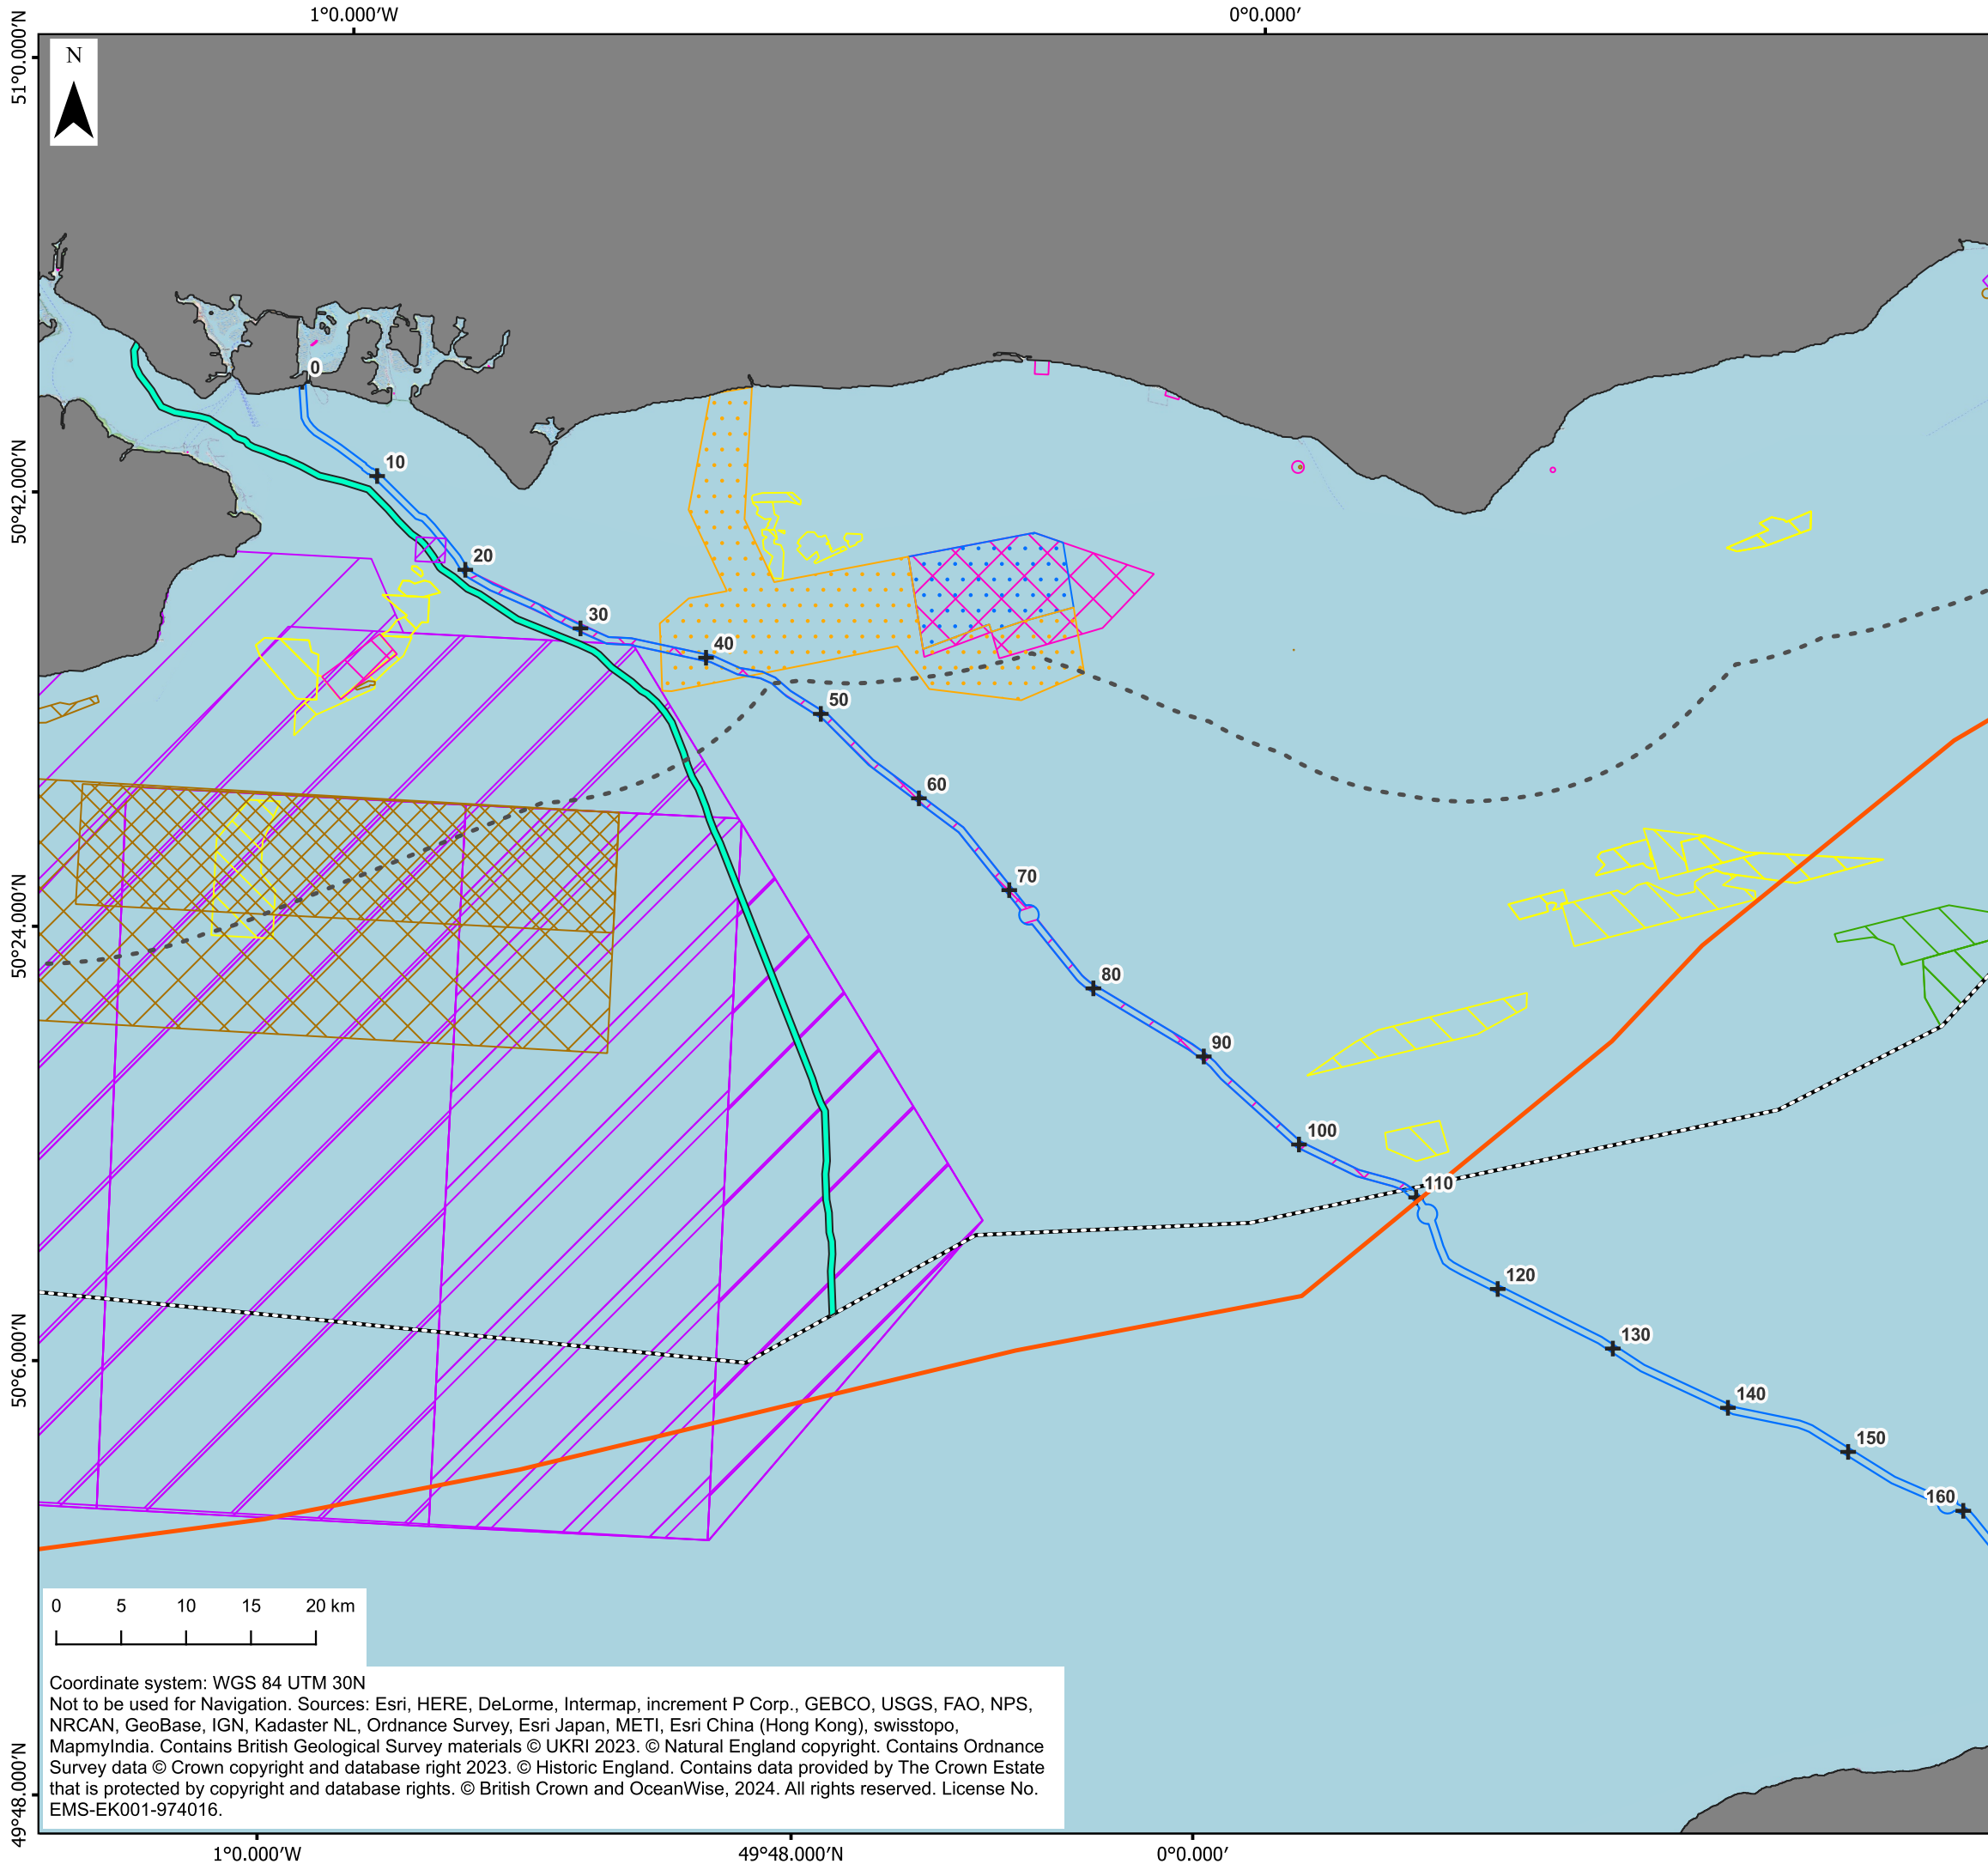 1°0.000′W
0°0.000′
51°0.000′N
N
0
10
50°42.000′N
20
30
40
50
60
70
50°24.000′N
80
90
100
110
120
50°6.000′N
130
140
150
160
0 5 10 15 20 km
Coordinate system: WGS 84 UTM 30N
Not to be used for Navigation. Sources: Esri, HERE, DeLorme, Intermap, increment P Corp., GEBCO, USGS, FAO, NPS,
NRCAN, GeoBase, IGN, Kadaster NL, Ordnance Survey, Esri Japan, METI, Esri China (Hong Kong), swisstopo,
MapmyIndia. Contains British Geological Survey materials © UKRI 2023. © Natural England copyright. Contains Ordnance
Survey data © Crown copyright and database right 2023. © Historic England. Contains data provided by The Crown Estate
that is protected by copyright and database rights. © British Crown and OceanWise, 2024. All rights reserved. License No.
EMS-EK001-974016.
49°48.000′N
1°0.000′W
49°48.000′N
0°0.000′